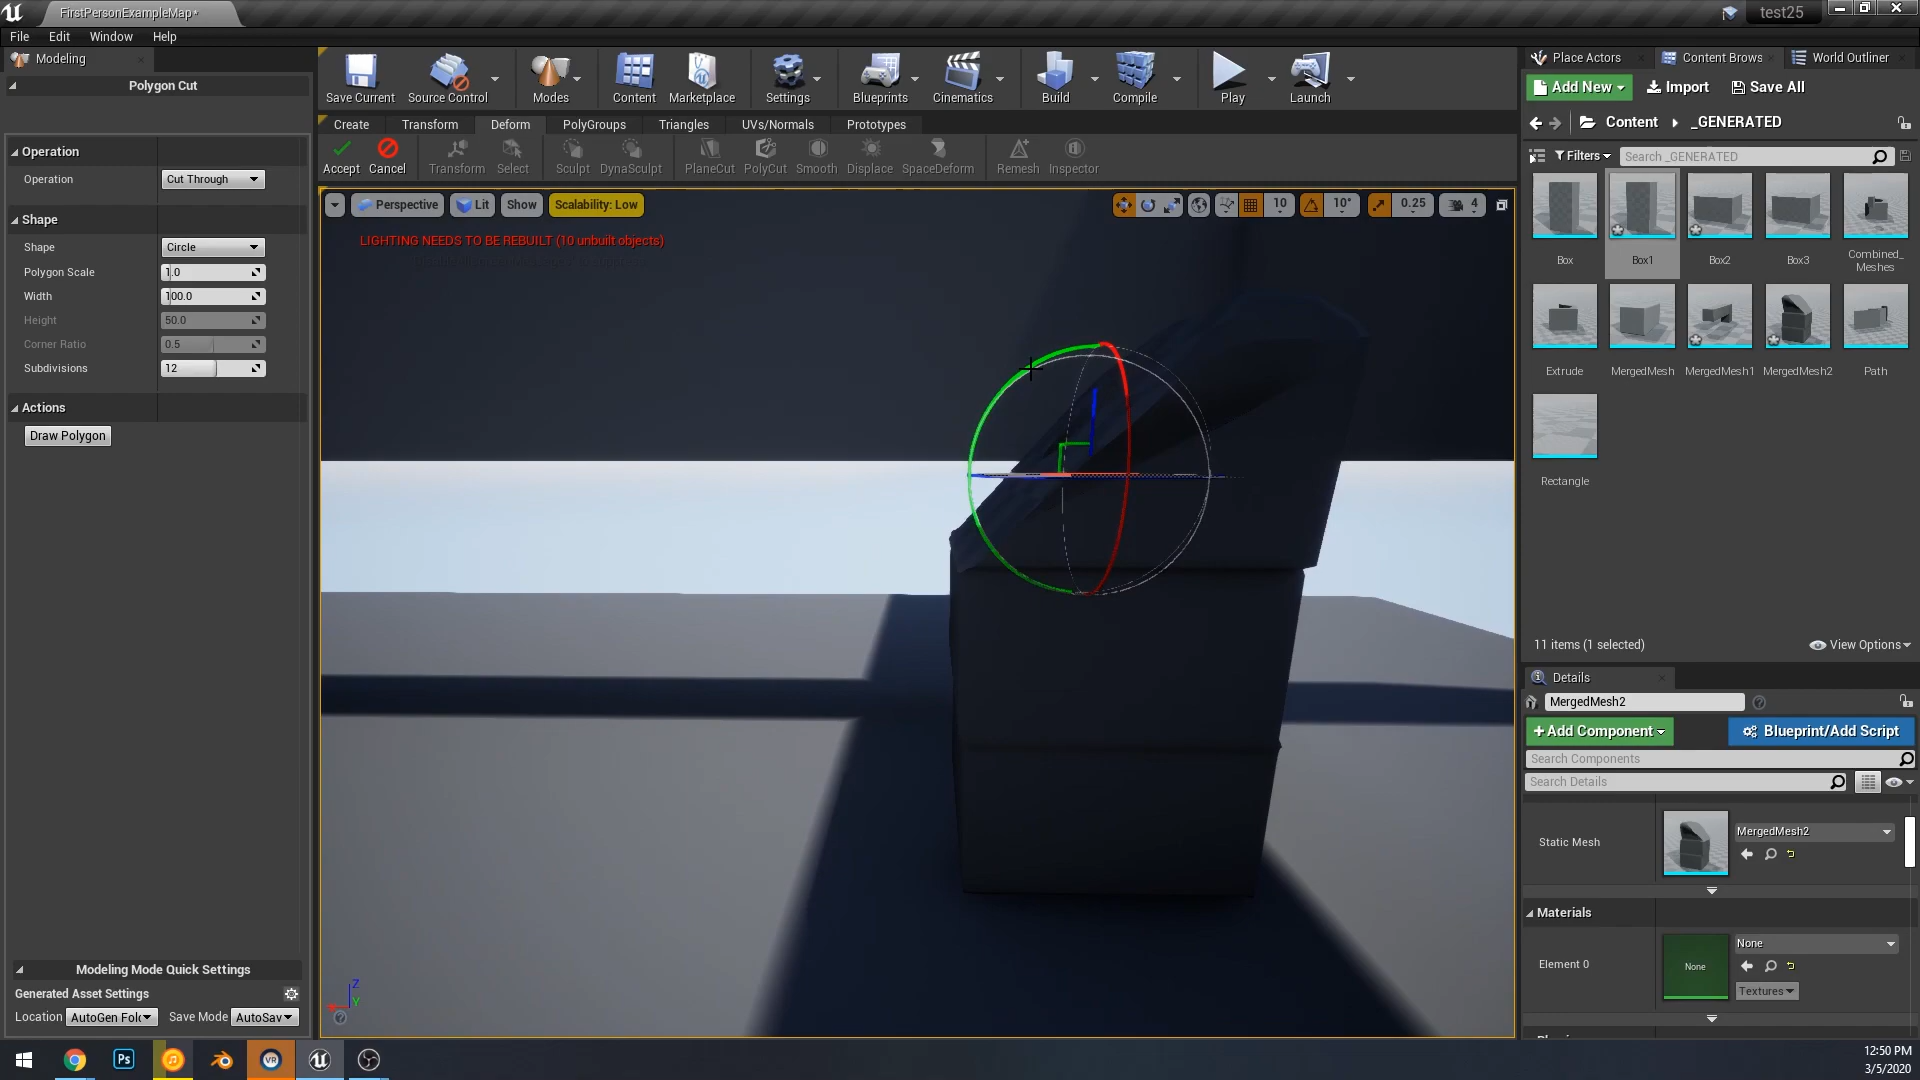 FirstPersonExampleMap*
test25
File Edit Window Help
Modeling
Polygon Cut
Operation
Operation Cut Through
Shape
Shape Circle
Polygon Scale 1.0
Width 100.0
Height 50.0
Corner Ratio 0.5
Subdivisions 12
Actions
Draw Polygon
Modeling Mode Quick Settings
Generated Asset Settings
Location AutoGen Fol Save Mode AutoSav
Save Current Source Control Modes Content Marketplace Settings Blueprints Cinematics Build Compile Play Launch
Create Transform Deform PolyGroups Triangles UVs/Normals Prototypes
Accept Cancel Transform Select Sculpt DynaSculpt PlaneCut PolyCut Smooth Displace SpaceDeform Remesh Inspector
Perspective Lit Show Scalability: Low 10 10° 0.25 4
LIGHTING NEEDS TO BE REBUILT (10 unbuilt objects)
Z
Y
Place Actors Content Brows World Outliner
Add New Import Save All
Content _GENERATED
Filters Search _GENERATED
Box Box1 Box2 Box3 Combined_
Meshes
Extrude MergedMesh MergedMesh1 MergedMesh2 Path
Rectangle
11 items (1 selected) View Options
Details
MergedMesh2
+Add Component Blueprint/Add Script
Search Components
Search Details
Static Mesh MergedMesh2
Materials
Element 0 None None
Textures
Ps VR
12:50 PM
3/5/2020